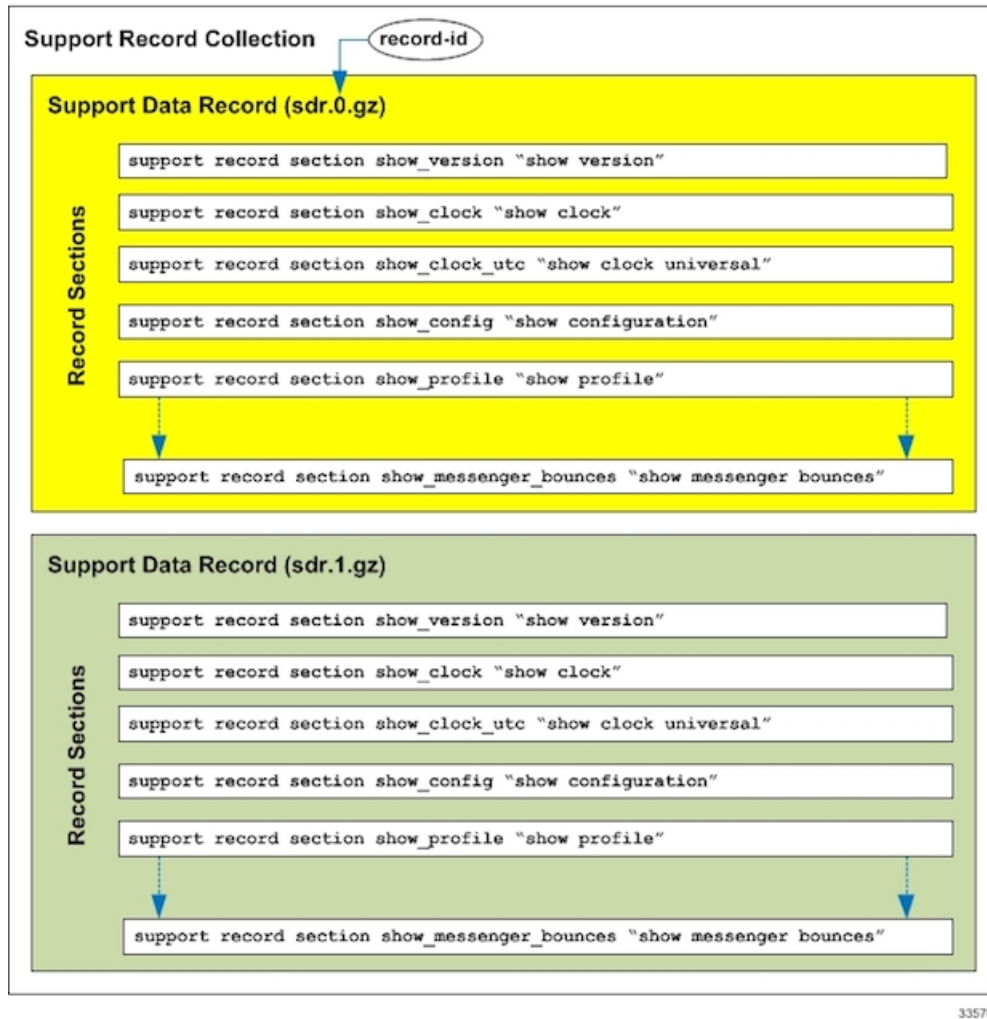 Support Record Collection
record-id
Support Data Record (sdr.0.gz)
Record Sections
support record section show_version “show version”
support record section show_clock “show clock”
support record section show_clock_utc “show clock universal”
support record section show_config “show configuration”
support record section show_profile “show profile”
support record section show_messenger_bounces “show messenger bounces”
Support Data Record (sdr.1.gz)
Record Sections
support record section show_version “show version”
support record section show_clock “show clock”
support record section show_clock_utc “show clock universal”
support record section show_config “show configuration”
support record section show_profile “show profile”
support record section show_messenger_bounces “show messenger bounces”